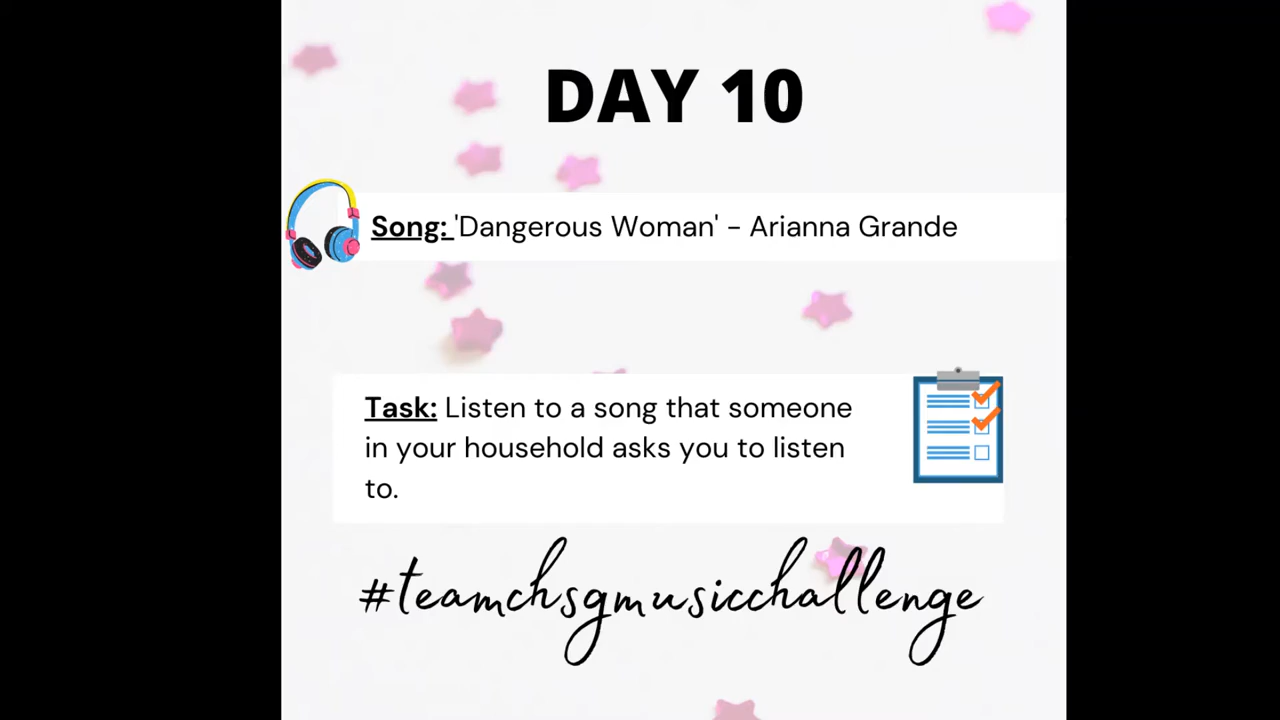 DAY 10
Song: 'Dangerous Woman' - Arianna Grande
Task: Listen to a song that someone
in your household asks you to listen
to.
#teamchsgmusicchallenge